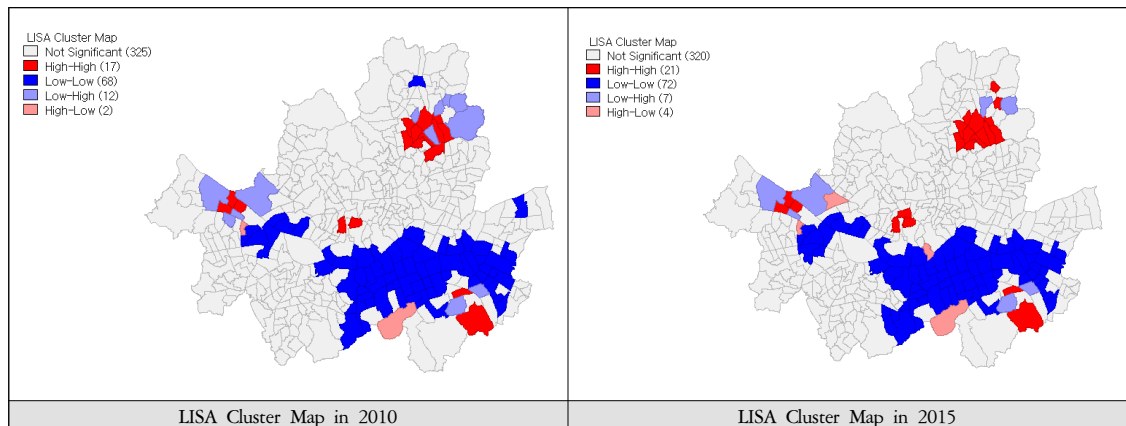 LISA Cluster Map
Not Significant (325)
High-High (17)
Low-Low (68)
Low-High (12)
High-Low (2)
LISA Cluster Map
Not Significant (320)
High-High (21)
Low-Low (72)
Low-High (7)
High-Low (4)
LISA Cluster Map in 2010
LISA Cluster Map in 2015